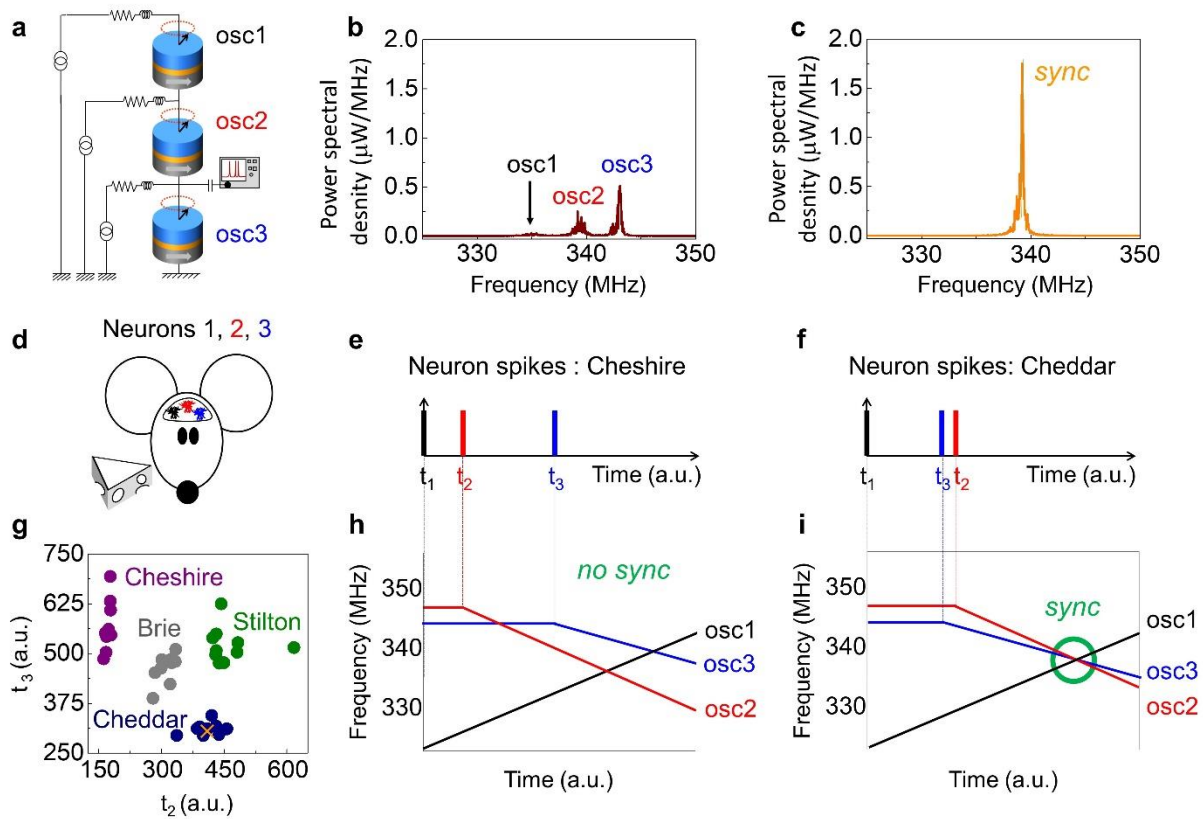 a
osc1
osc2
osc3
b
Power spectral
desnity (μW/MHz)
2.0
1.5
1.0
0.5
0.0
osc1
osc2
osc3
330
340
350
Frequency (MHz)
c
Power spectral
desnity (μW/MHz)
2.0
1.5
1.0
0.5
0.0
sync
330
340
350
Frequency (MHz)
d
Neurons 1, 2, 3
e
Neuron spikes : Cheshire
t1
t2
t3
Time (a.u.)
f
Neuron spikes: Cheddar
t1
t3
t2
Time (a.u.)
g
t3 (a.u.)
750
625
500
375
250
Cheshire
Brie
Stilton
Cheddar
150
300
450
600
t2 (a.u.)
h
Frequency (MHz)
350
340
330
no sync
osc1
osc3
osc2
Time (a.u.)
i
Frequency (MHz)
350
340
330
sync
osc1
osc3
osc2
Time (a.u.)